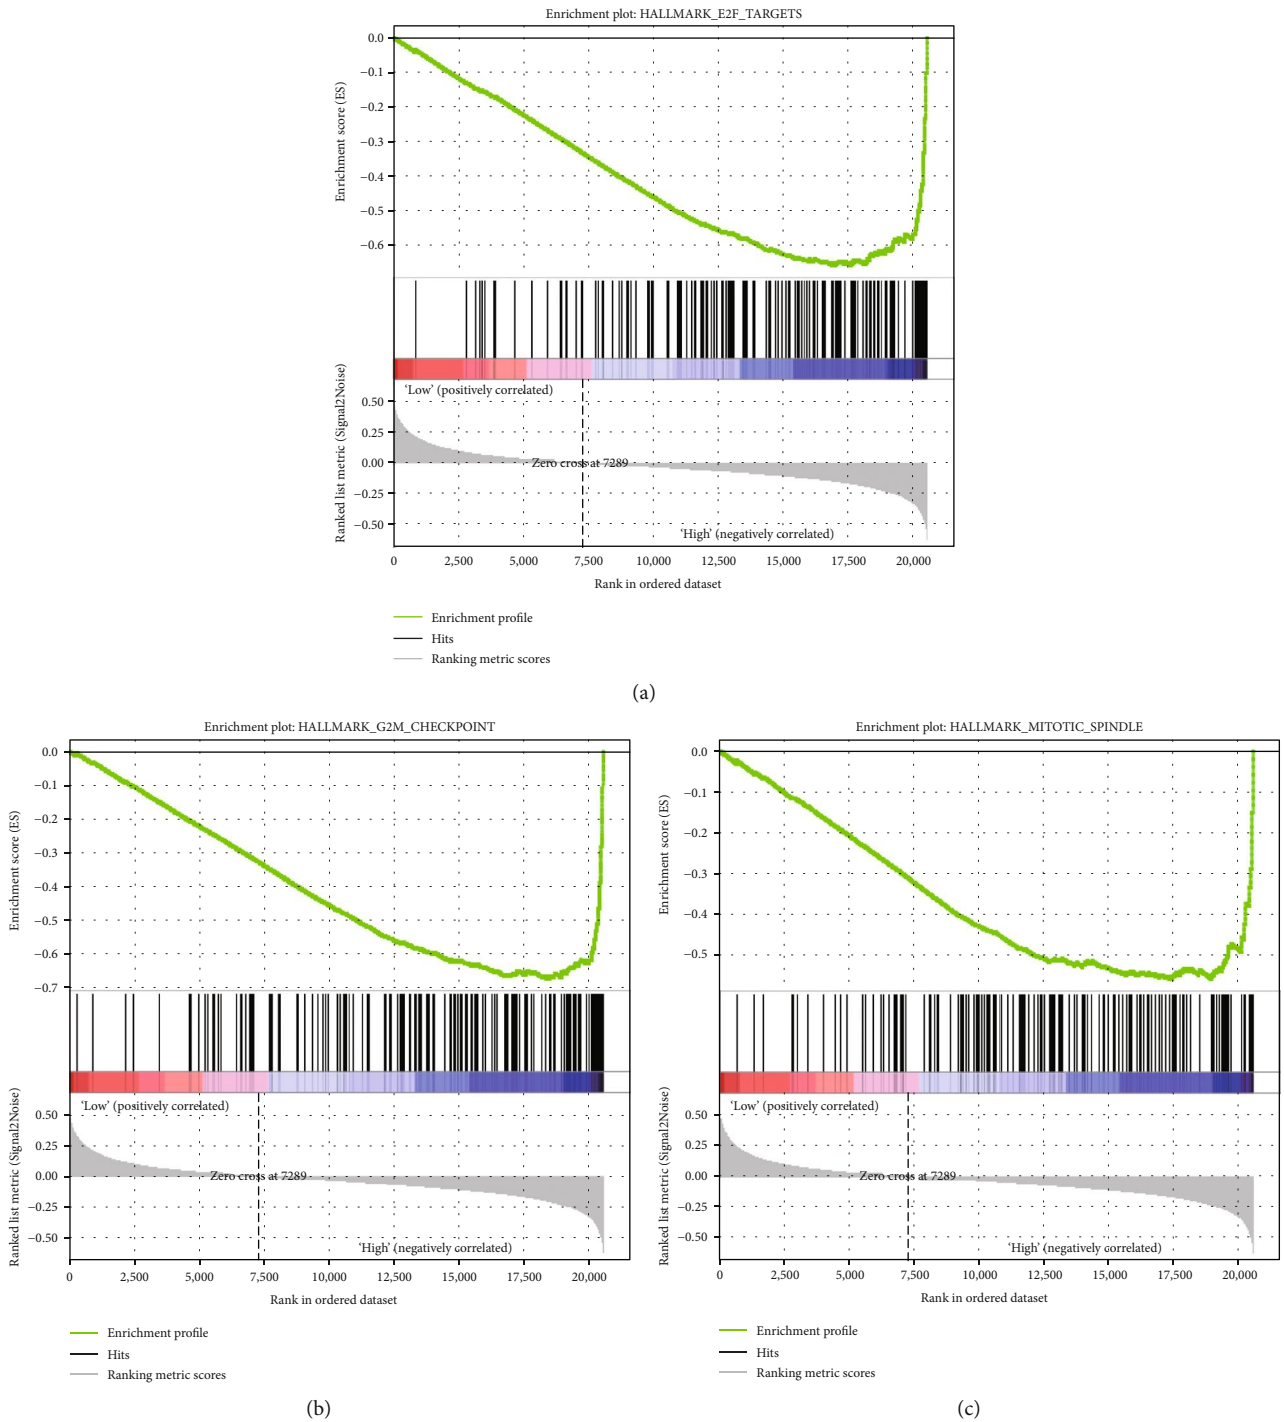 Enrichment plot: HALLMARK_E2F_TARGETS
Enrichment score (ES)
0.0
−0.1
−0.2
−0.3
−0.4
−0.5
−0.6
Ranked list metric (Signal2Noise)
'Low' (positively correlated)
0.50
0.25
0.00
−0.25
−0.50
Zero cross at 7289
'High' (negatively correlated)
0 2,500 5,000 7,500 10,000 12,500 15,000 17,500 20,000
Rank in ordered dataset
Enrichment profile
Hits
Ranking metric scores
(a)
Enrichment plot: HALLMARK_G2M_CHECKPOINT
Enrichment score (ES)
0.0
−0.1
−0.2
−0.3
−0.4
−0.5
−0.6
−0.7
Ranked list metric (Signal2Noise)
'Low' (positively correlated)
0.50
0.25
0.00
−0.25
−0.50
Zero cross at 7289
'High' (negatively correlated)
0 2,500 5,000 7,500 10,000 12,500 15,000 17,500 20,000
Rank in ordered dataset
Enrichment profile
Hits
Ranking metric scores
(b)
Enrichment plot: HALLMARK_MITOTIC_SPINDLE
Enrichment score (ES)
0.0
−0.1
−0.2
−0.3
−0.4
−0.5
Ranked list metric (Signal2Noise)
'Low' (positively correlated)
0.50
0.25
0.00
−0.25
−0.50
Zero cross at 7289
'High' (negatively correlated)
0 2,500 5,000 7,500 10,000 12,500 15,000 17,500 20,000
Rank in ordered dataset
Enrichment profile
Hits
Ranking metric scores
(c)